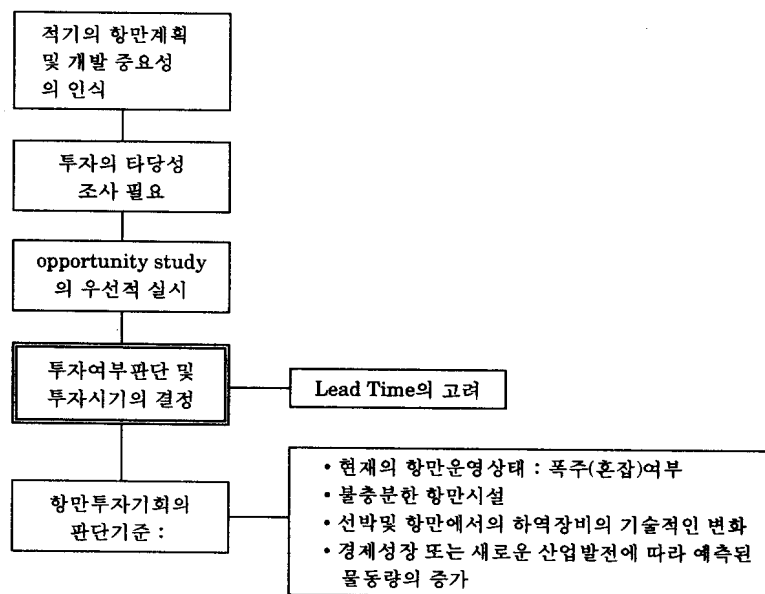 적기의 항만계획
및 개발 중요성
의 인식
투자의 타당성
조사 필요
opportunity study
의 우선적 실시
투자여부판단 및
투자시기의 결정
Lead Time의 고려
항만투자기회의
판단기준 :
• 현재의 항만운영상태 : 폭주(혼잡)여부
• 불충분한 항만시설
• 선박및 항만에서의 하역장비의 기술적인 변화
• 경제성장 또는 새로운 산업발전에 따라 예측된
물동량의 증가